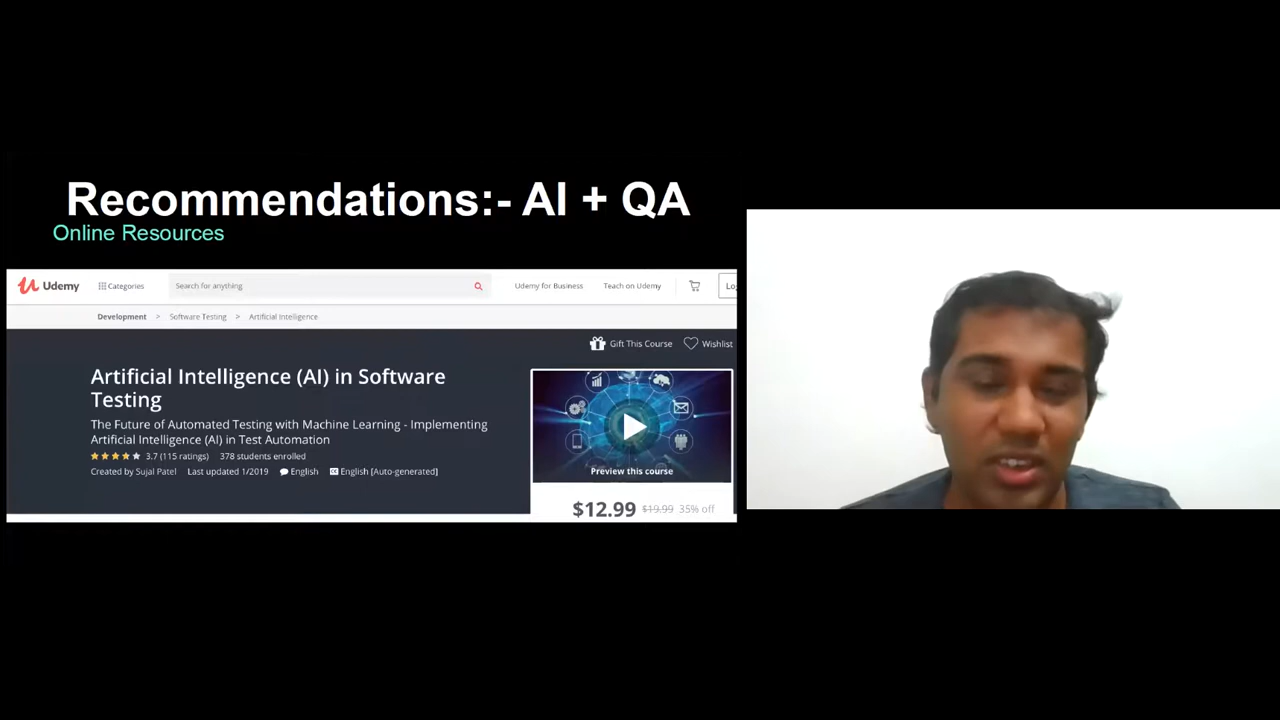 Recommendations:- AI + QA
Online Resources
Udemy
Categories
Search for anything
Udemy for Business
Teach on Udemy
Lo
Development > Software Testing > Artificial Intelligence
Gift This Course
Wishlist
Artificial Intelligence (AI) in Software
Testing
The Future of Automated Testing with Machine Learning - Implementing
Artificial Intelligence (AI) in Test Automation
3.7 (115 ratings) 378 students enrolled
Created by Sujal Patel Last updated 1/2019 English English [Auto-generated]
Preview this course
$12.99 $19.99 35% off